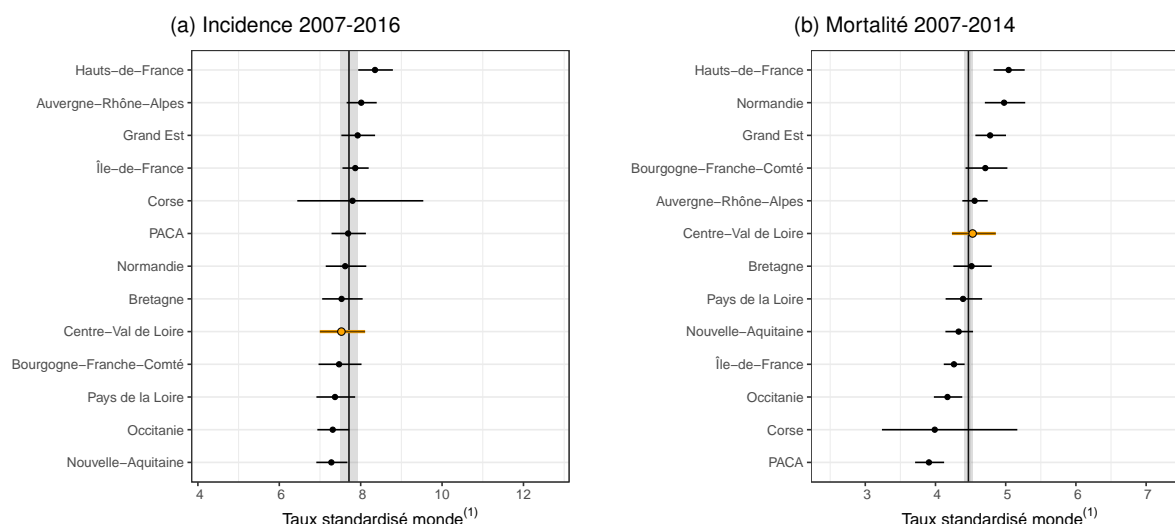 (a) Incidence 2007-2016
Hauts−de−France
Auvergne−Rhône−Alpes
Grand Est
Île−de−France
Corse
PACA
Normandie
Bretagne
Centre−Val de Loire
Bourgogne−Franche−Comté
Pays de la Loire
Occitanie
Nouvelle−Aquitaine
4 6 8 10 12
Taux standardisé monde(1)
(b) Mortalité 2007-2014
Hauts−de−France
Normandie
Grand Est
Bourgogne−Franche−Comté
Auvergne−Rhône−Alpes
Centre−Val de Loire
Bretagne
Pays de la Loire
Nouvelle−Aquitaine
Île−de−France
Occitanie
Corse
PACA
3 4 5 6 7
Taux standardisé monde(1)